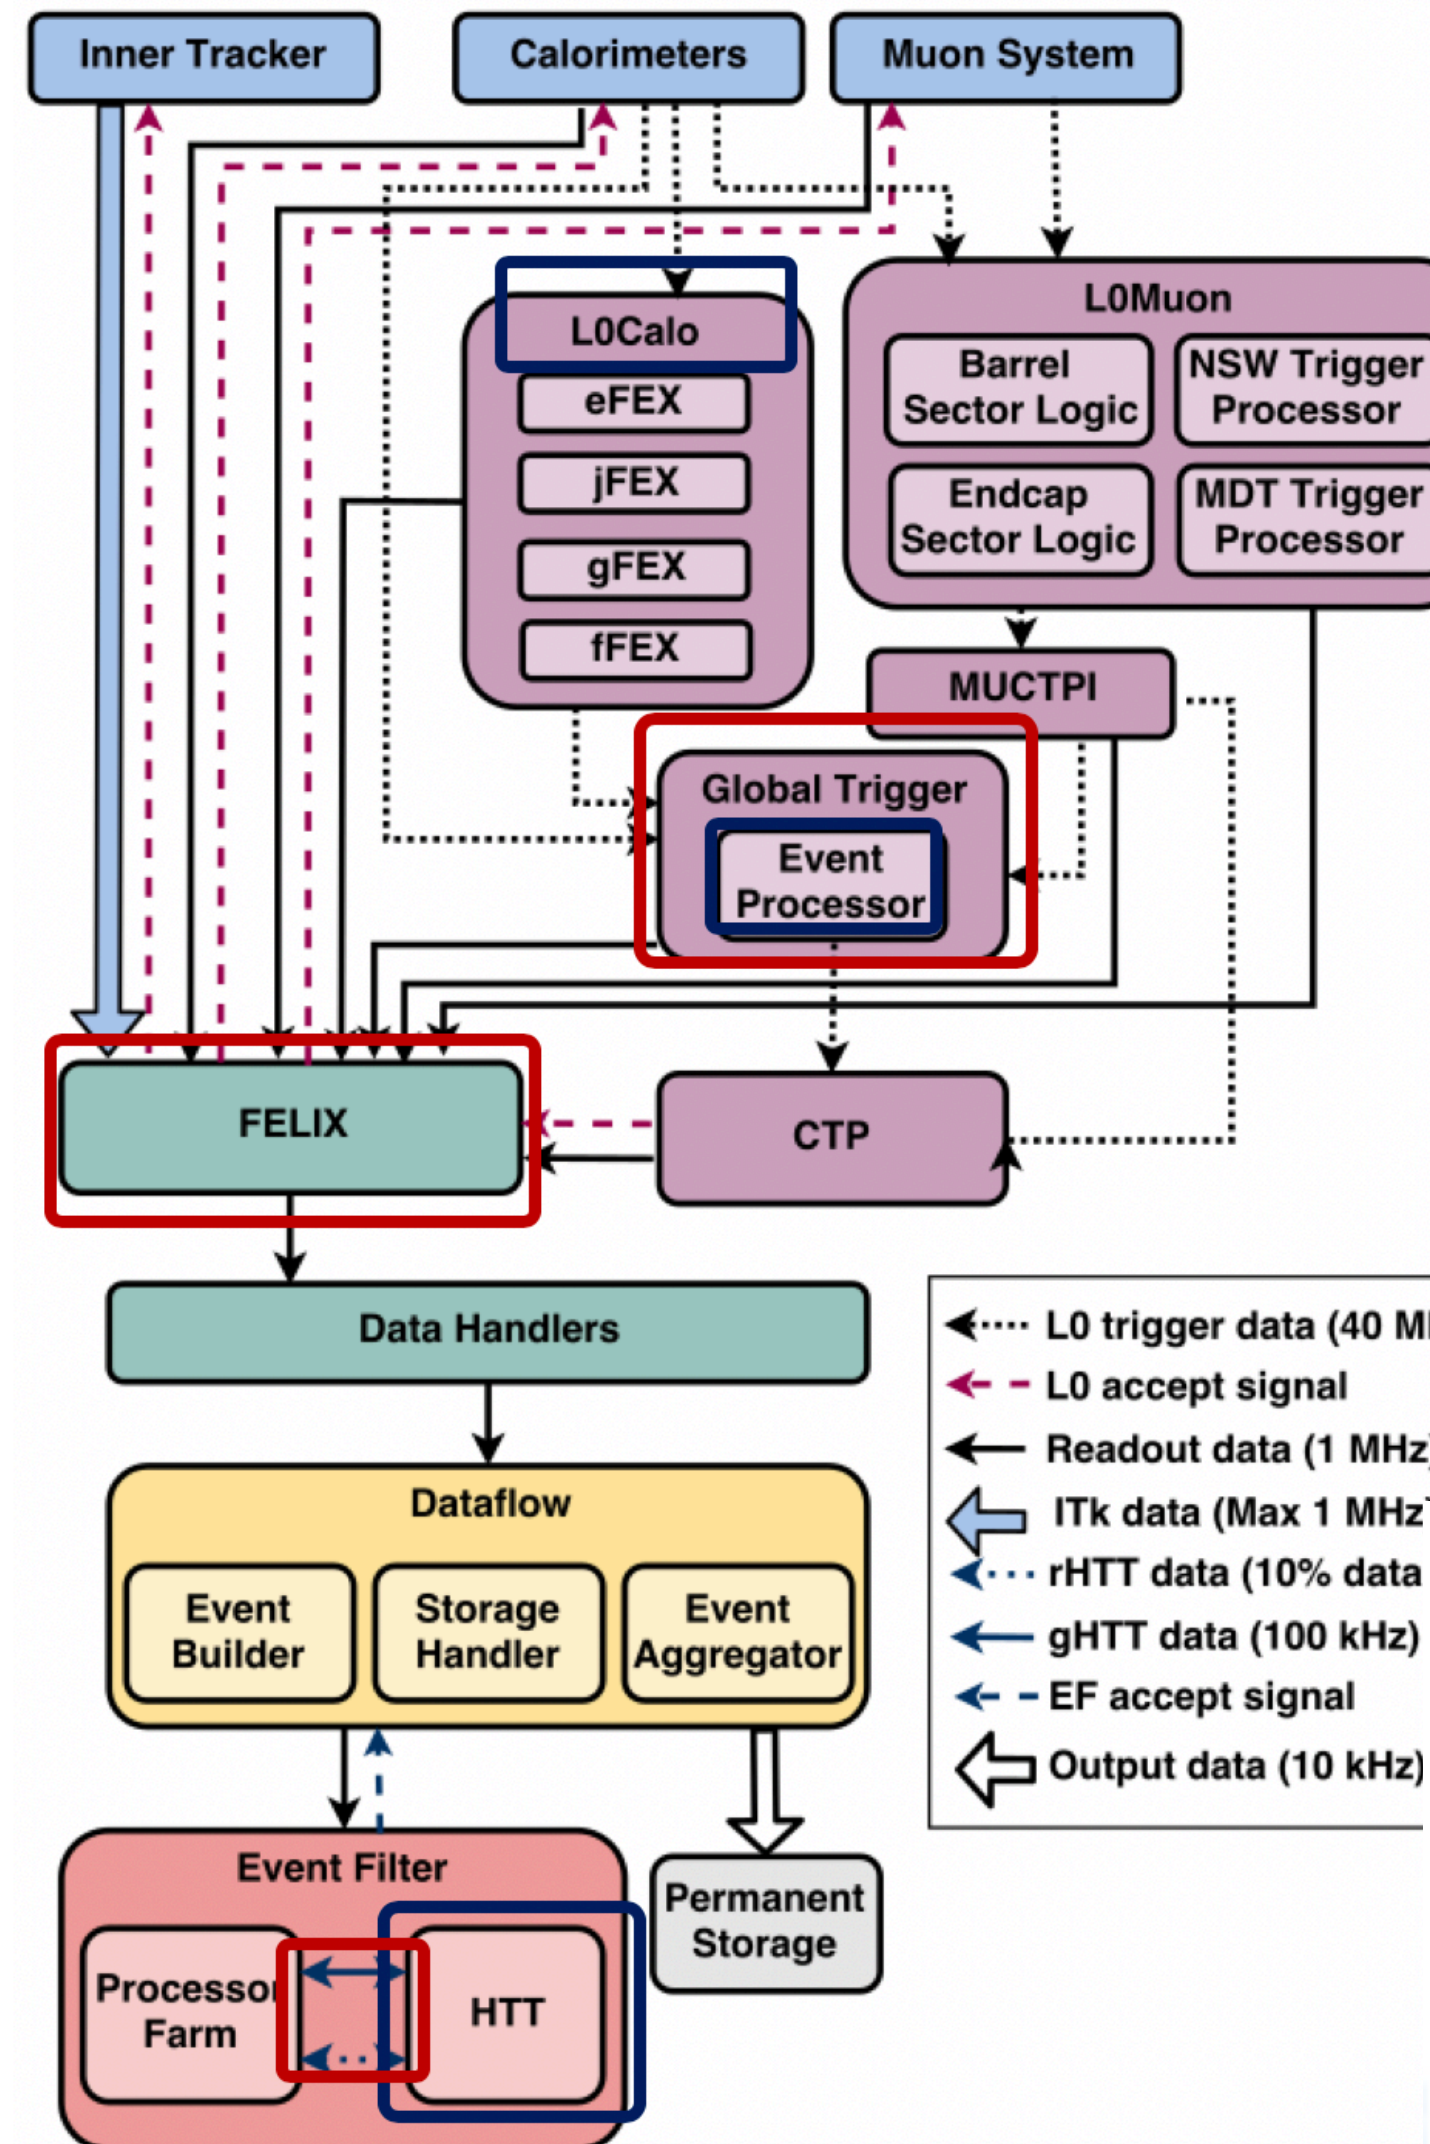 Inner Tracker
Calorimeters
Muon System
L0Calo
eFEX
jFEX
gFEX
fFEX
L0Muon
Barrel
Sector Logic
NSW Trigger
Processor
Endcap
Sector Logic
MDT Trigger
Processor
MUCTPI
Global Trigger
Event
Processor
FELIX
CTP
Data Handlers
Dataflow
Event
Builder
Storage
Handler
Event
Aggregator
Event Filter
Processor
Farm
HTT
Permanent
Storage
L0 trigger data (40 M
L0 accept signal
Readout data (1 MHz)
ITk data (Max 1 MHz
rHTT data (10% data
gHTT data (100 kHz)
EF accept signal
Output data (10 kHz)